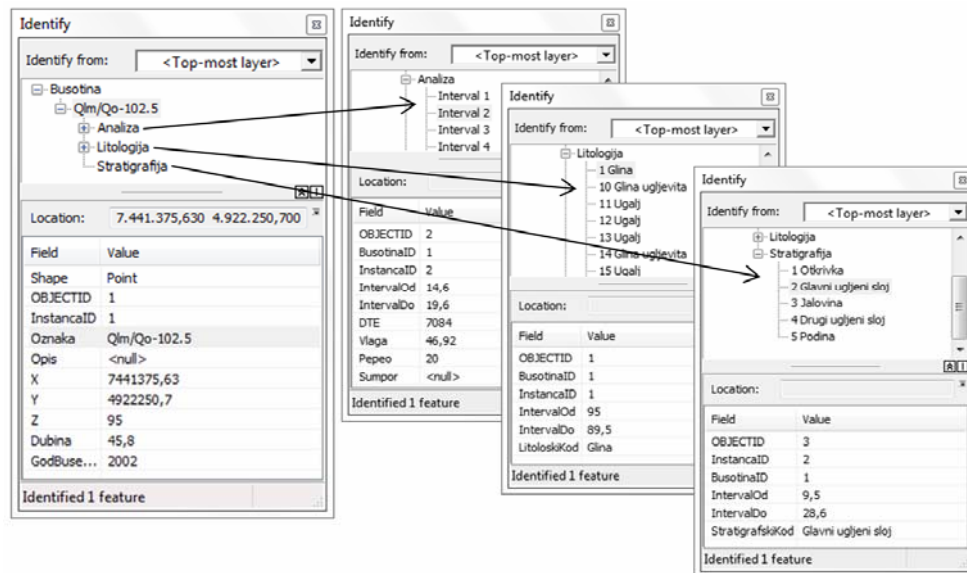 Identify
Identify from: <Top-most layer>
Busotina
Qlm/Qo-102.5
Analiza
Litologija
Stratigrafija
Location: 7.441.375,630 4.922.250,700
Field Value
Shape Point
OBJECTID 1
InstancaID 1
Oznaka Qlm/Qo-102.5
Opis <null>
X 7441375,63
Y 4922250,7
Z 95
Dubina 45,8
GodBuse... 2002
Identified 1 feature
Identify
Identify from: <Top-most layer>
Analiza
Interval 1
Interval 2
Interval 3
Interval 4
Location:
Field Value
OBJECTID 2
BusotinaID 1
InstancaID 2
IntervalOd 14,6
IntervalDo 19,6
DTE 7084
Vlaga 46,92
Pepeo 20
Sumpor <null>
Identified 1 feature
Identify
Identify from: <Top-most layer>
Litologija
1 Glina
10 Glina ugljevita
11 Ugalj
12 Ugalj
13 Ugalj
14 Glina ugljevita
15 Ugalj
Location:
Field Value
OBJECTID 1
BusotinaID 1
InstancaID 1
IntervalOd 95
IntervalDo 89,5
LitoloskiKod Glina
Identified 1 feature
Identify
Identify from: <Top-most layer>
Litologija
Stratigrafija
1 Otkrivka
2 Glavni ugljeni sloj
3 Jalovina
4 Drugi ugljeni sloj
5 Podina
Location:
Field Value
OBJECTID 3
InstancaID 2
BusotinaID 1
IntervalOd 9,5
IntervalDo 28,6
StratigrafskiKod Glavni ugljeni sloj
Identified 1 feature